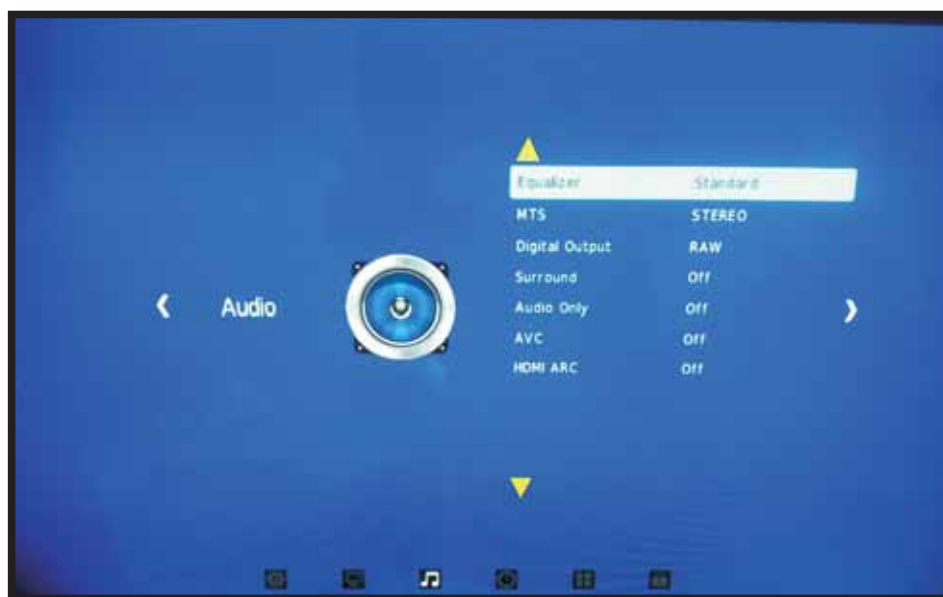 Equalizer Standard
MTS STEREO
Digital Output RAW
Surround Off
Audio Only Off
AVC Off
HDMI ARC Off
Audio